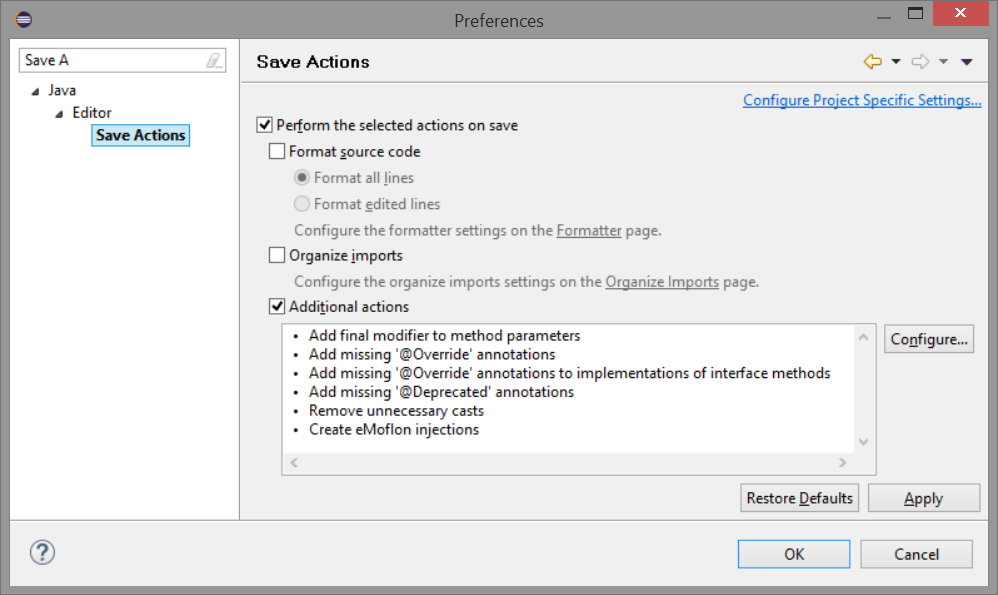 Preferences
Save A
Java
Editor
Save Actions
Save Actions
Configure Project Specific Settings...
Perform the selected actions on save
Format source code
Format all lines
Format edited lines
Configure the formatter settings on the Formatter page.
Organize imports
Configure the organize imports settings on the Organize Imports page.
Additional actions
• Add final modifier to method parameters
• Add missing '@Override' annotations
• Add missing '@Override' annotations to implementations of interface methods
• Add missing '@Deprecated' annotations
• Remove unnecessary casts
• Create eMoflon injections
Configure...
Restore Defaults
Apply
?
OK
Cancel